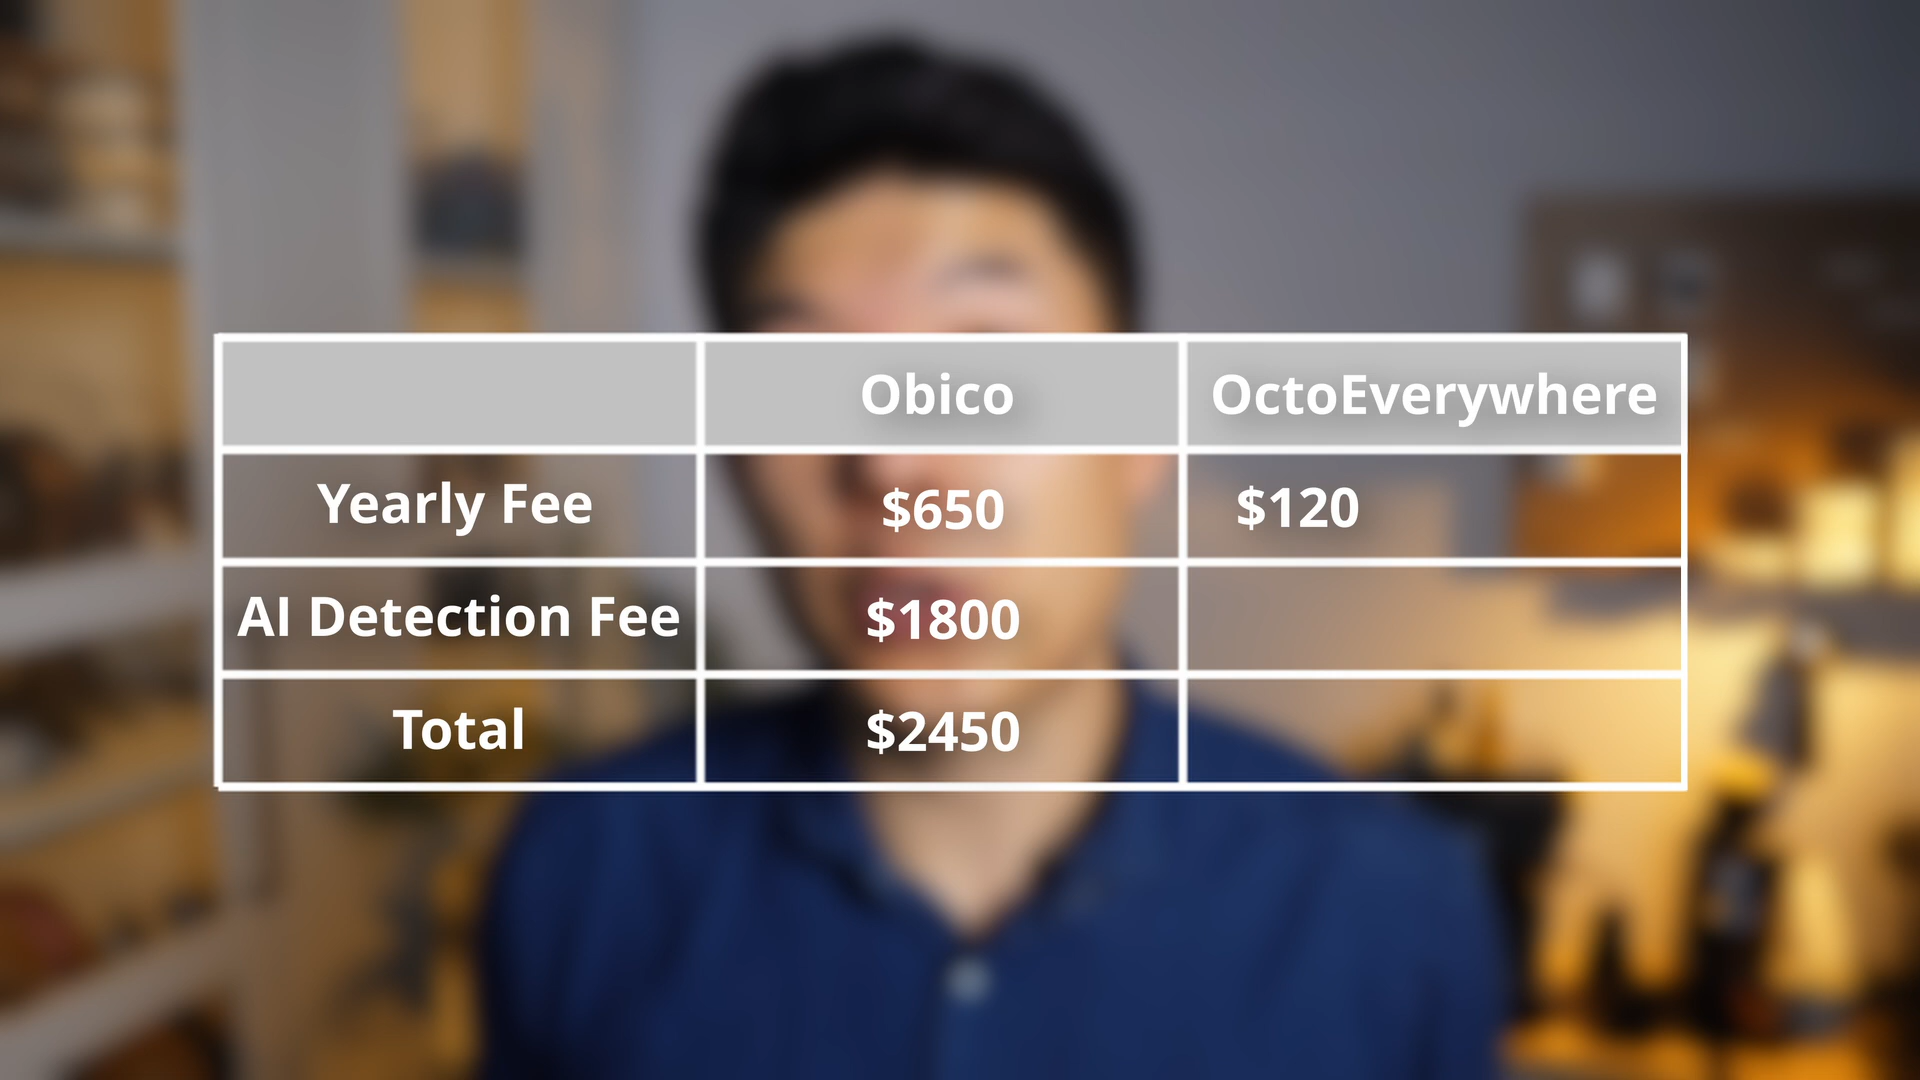 Obico OctoEverywhere
Yearly Fee $650 $120
AI Detection Fee $1800
Total $2450